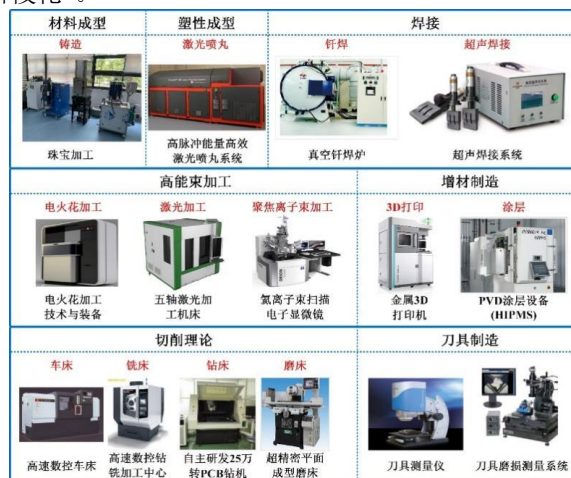 材料成型
塑性成型
焊接
铸造
激光喷丸
钎焊
超声焊接
珠宝加工
高脉冲能量高效
激光喷丸系统
真空钎焊炉
超声焊接系统
高能束加工
增材制造
电火花加工
激光加工
聚焦离子束加工
3D打印
涂层
电火花加工
技术与装备
五轴激光加
工机床
氦离子束扫描
电子显微镜
金属3D
打印机
PVD涂层设备
(HIPMS)
切削理论
刀具制造
车床
铣床
钻床
磨床
高速数控车床
高速数控钻
铣加工中心
自主研发25万
转PCB钻机
超精密平面
成型磨床
刀具测量仪
刀具磨损测量系统